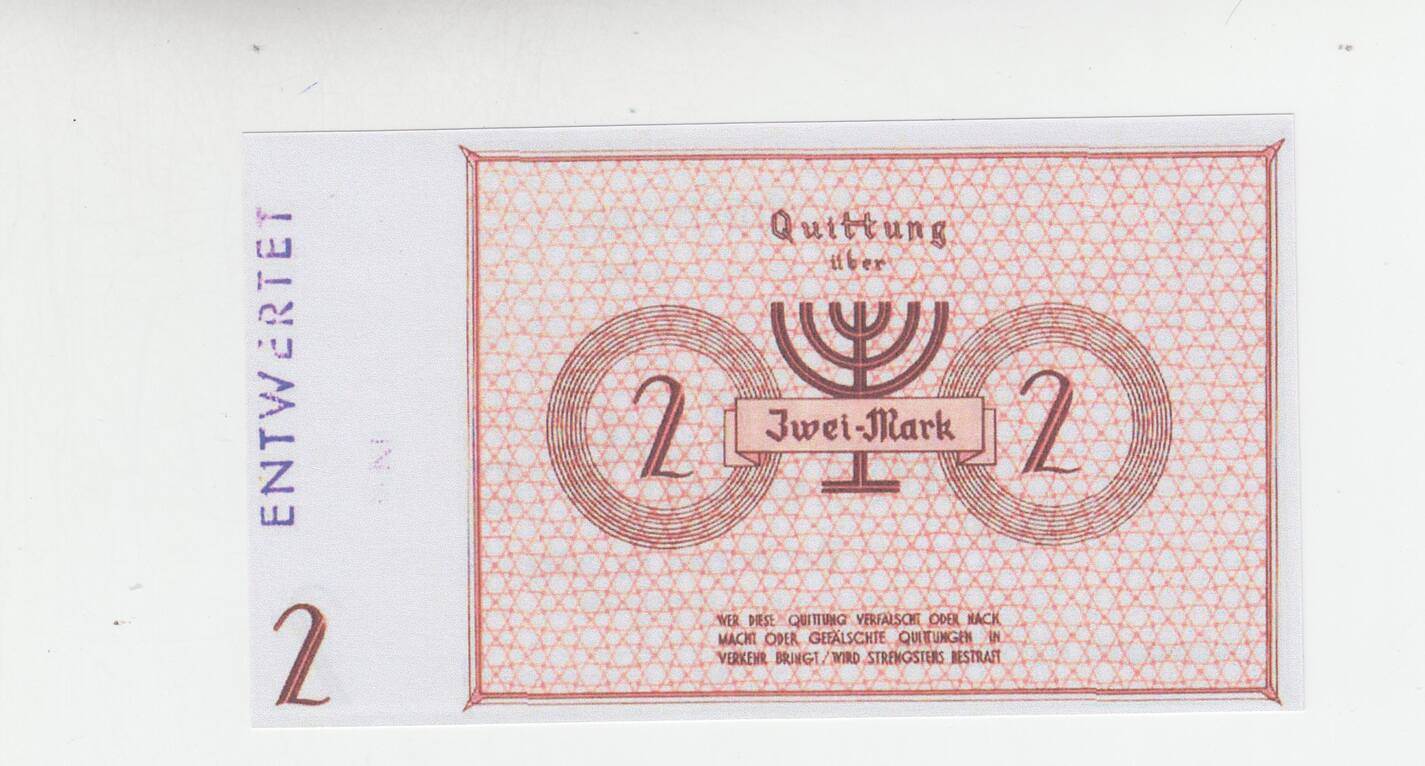 ENTWERTET
N
2
Quittung
über
2
Zwei-Mark
2
WER DIESE QUITTUNG VERFÄLSCHT ODER NACH
MACHT ODER GEFÄLSCHTE QUITTUNGEN IN
VERKEHR BRINGT / WIRD STRENGSTENS BESTRAFT